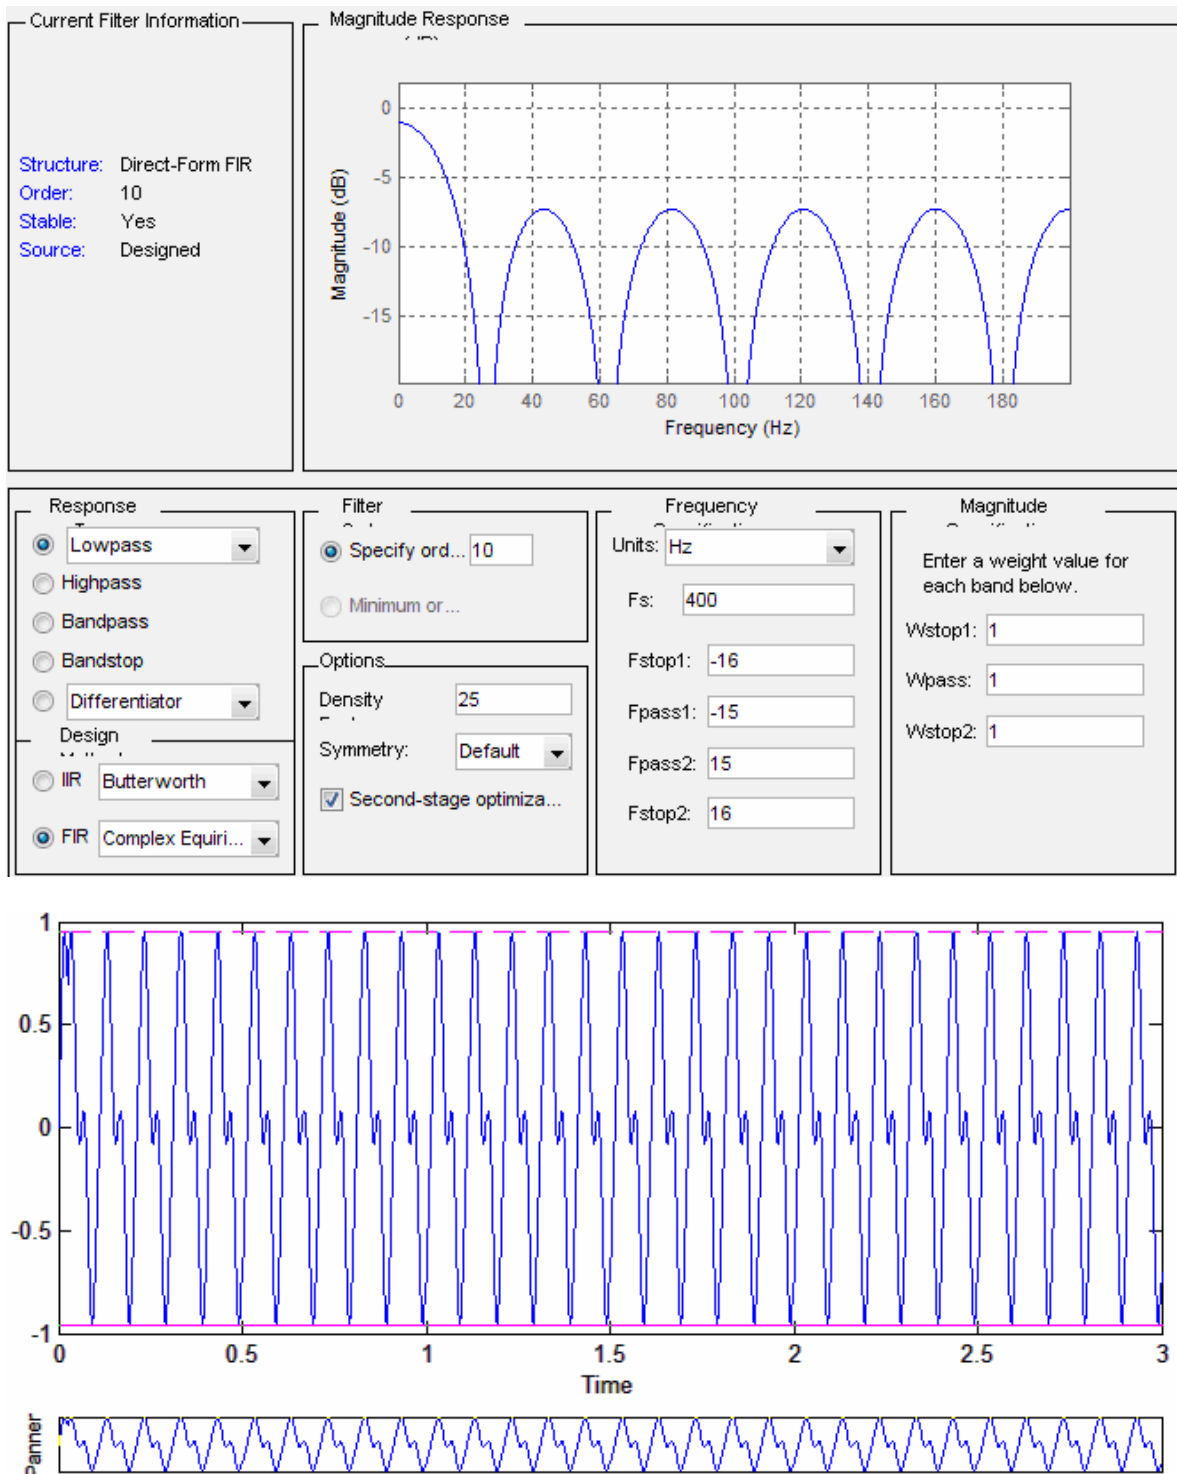 Current Filter Information
Structure: Direct-Form FIR
Order: 10
Stable: Yes
Source: Designed
Magnitude Response
0
-5
-10
-15
Magnitude (dB)
0 20 40 60 80 100 120 140 160 180
Frequency (Hz)
Response
Lowpass
Highpass
Bandpass
Bandstop
Differentiator
Design
IIR Butterworth
FIR Complex Equiri...
Filter
Specify ord... 10
Minimum or...
Options
Density 25
Symmetry: Default
Second-stage optimiza...
Frequency
Units: Hz
Fs: 400
Fstop1: -16
Fpass1: -15
Fpass2: 15
Fstop2: 16
Magnitude
Enter a weight value for
each band below.
Wstop1: 1
Wpass: 1
Wstop2: 1
1
0.5
0
-0.5
-1
0 0.5 1 1.5 2 2.5 3
Time
Panner